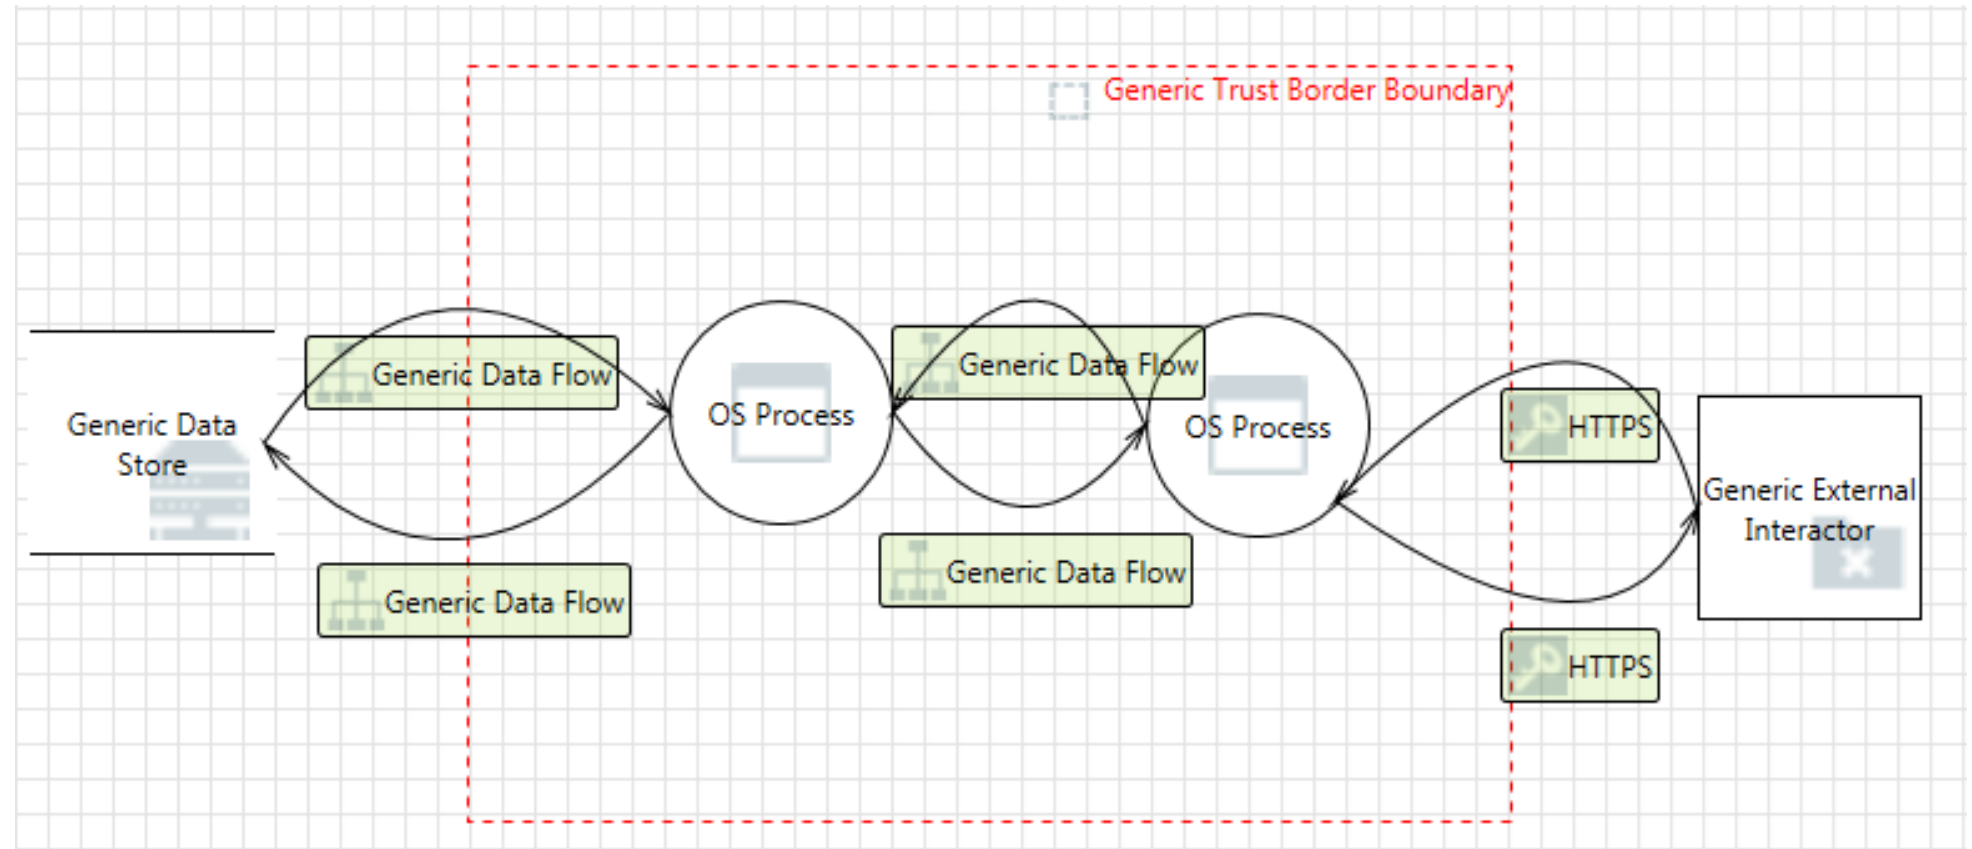 Generic Trust Border Boundary
Generic Data Flow
Generic Data Flow
OS Process
OS Process
HTTPS
Generic Data
Store
Generic External
Interactor
Generic Data Flow
Generic Data Flow
HTTPS